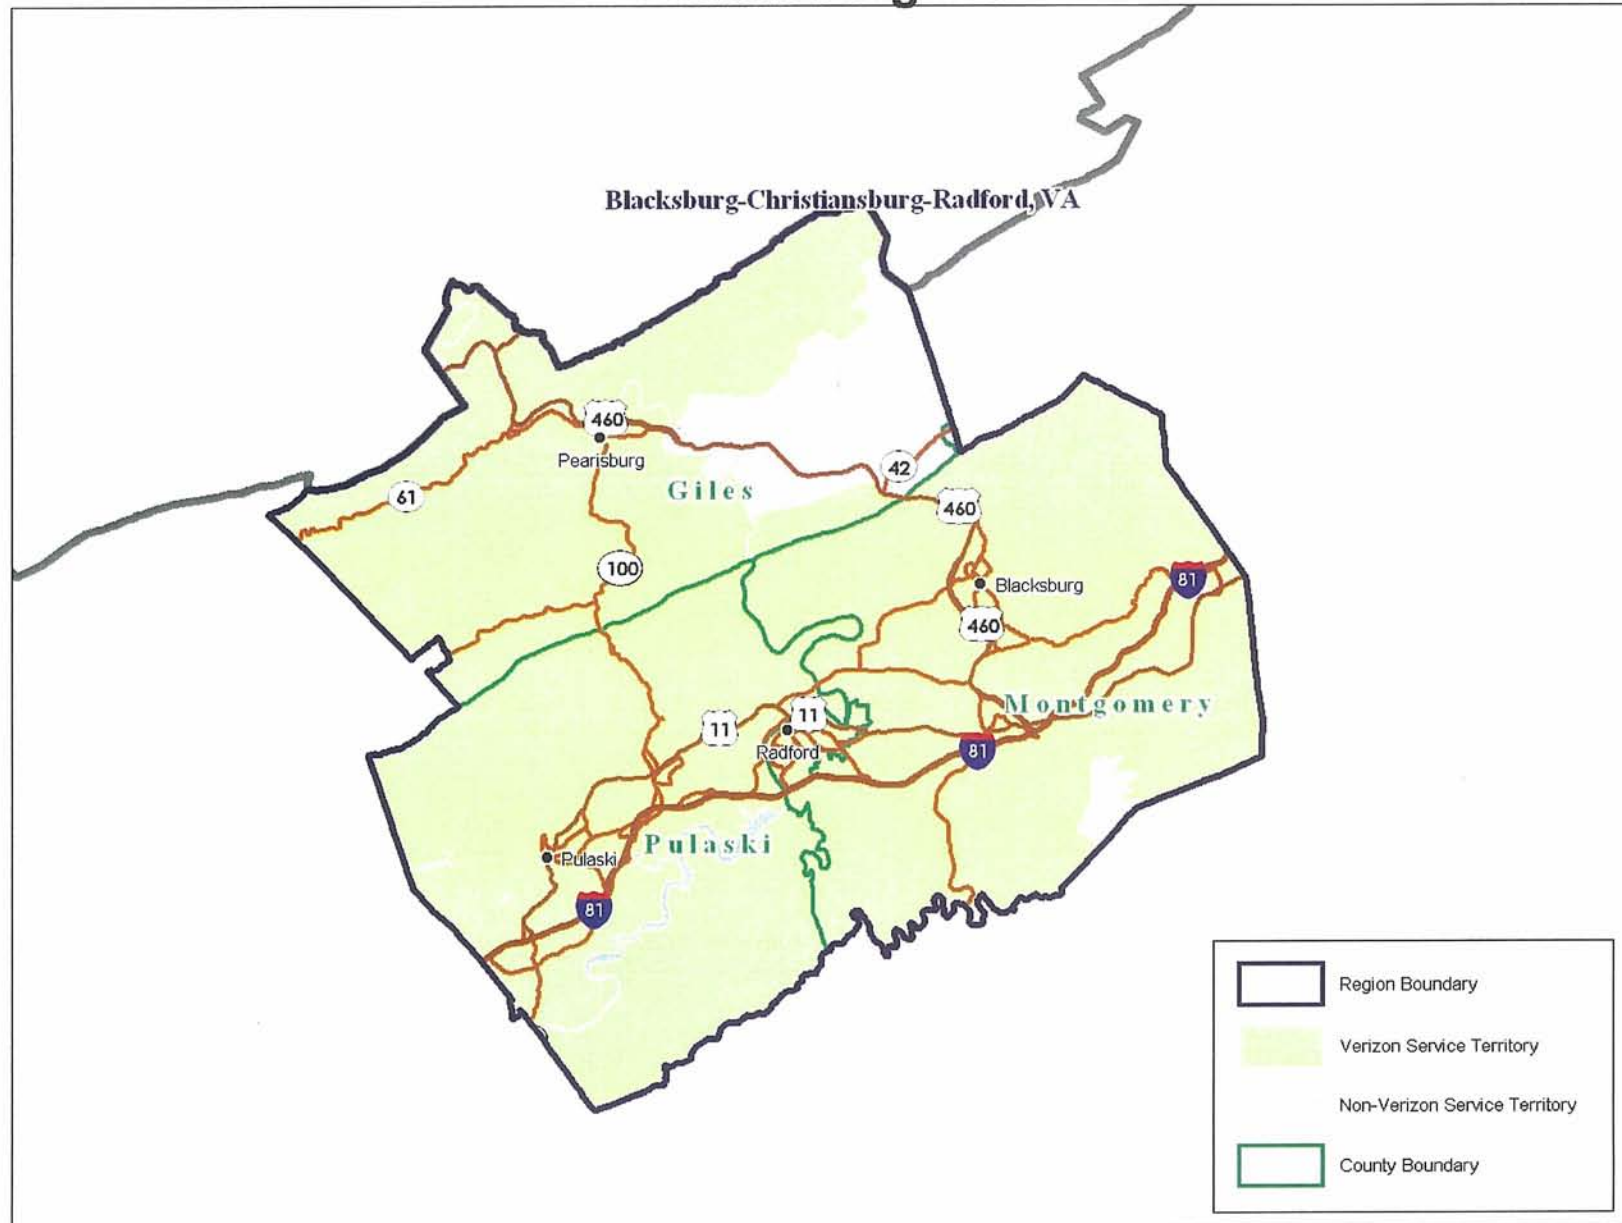 Blacksburg-Christiansburg-Radford, VA
460
Pearisburg
42
Giles
61
460
100
81
Blacksburg
460
Montgomery
11
11
Radford
81
Pulaski
Pulaski
81
Region Boundary
Verizon Service Territory
Non-Verizon Service Territory
County Boundary